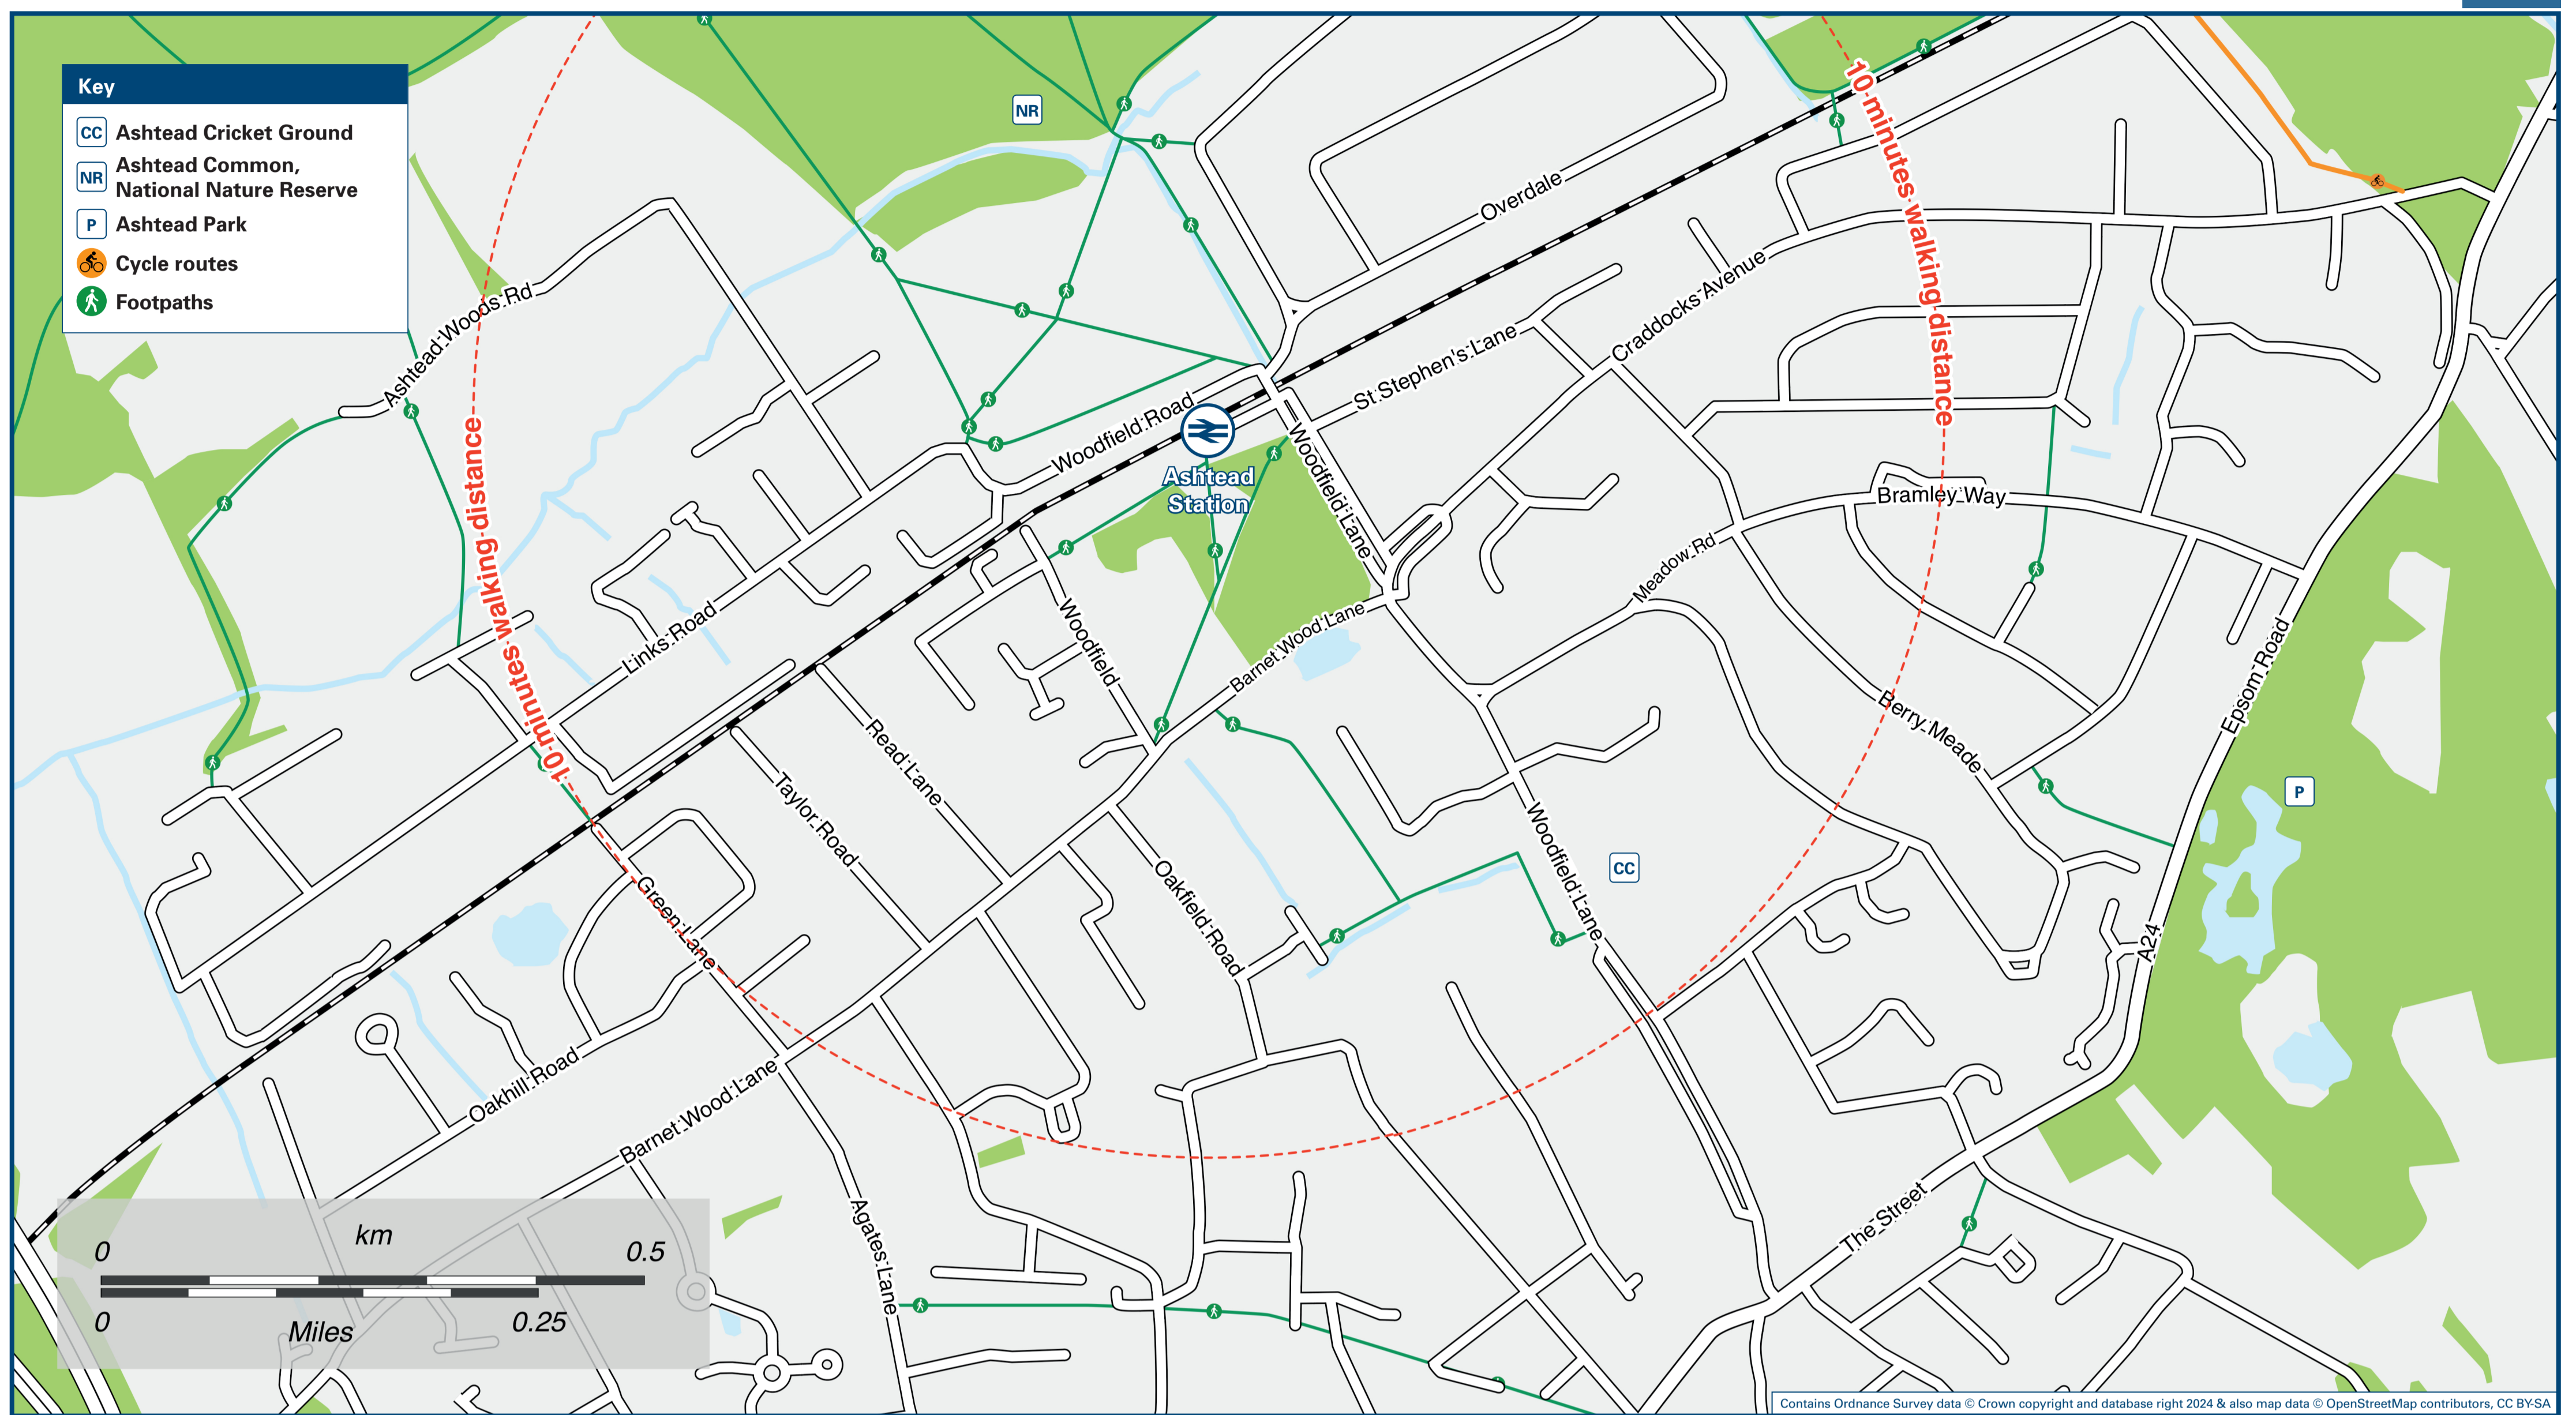 Key
CC Ashtead Cricket Ground
NR Ashtead Common,
National Nature Reserve
P Ashtead Park
Cycle routes
Footpaths
NR
10 minutes walking distance
Overdale
Ashtead Woods Rd
Craddocks Avenue
St Stephen's Lane
Woodfield Road
Ashtead
Station
Woodfield Lane
10 minutes walking distance
Bramley Way
Meadow Rd
Links Road
Woodfield
Barnet Wood Lane
Epsom Road
Berry Meade
Read Lane
Taylor Road
P
Woodfield Lane
CC
Oakfield Road
Green Lane
A24
Oakhill Road
Barnet Wood Lane
Agates Lane
The Street
km
0 0.5
0 0.25
Miles
Contains Ordnance Survey data © Crown copyright and database right 2024 & also map data © OpenStreetMap contributors, CC BY-SA